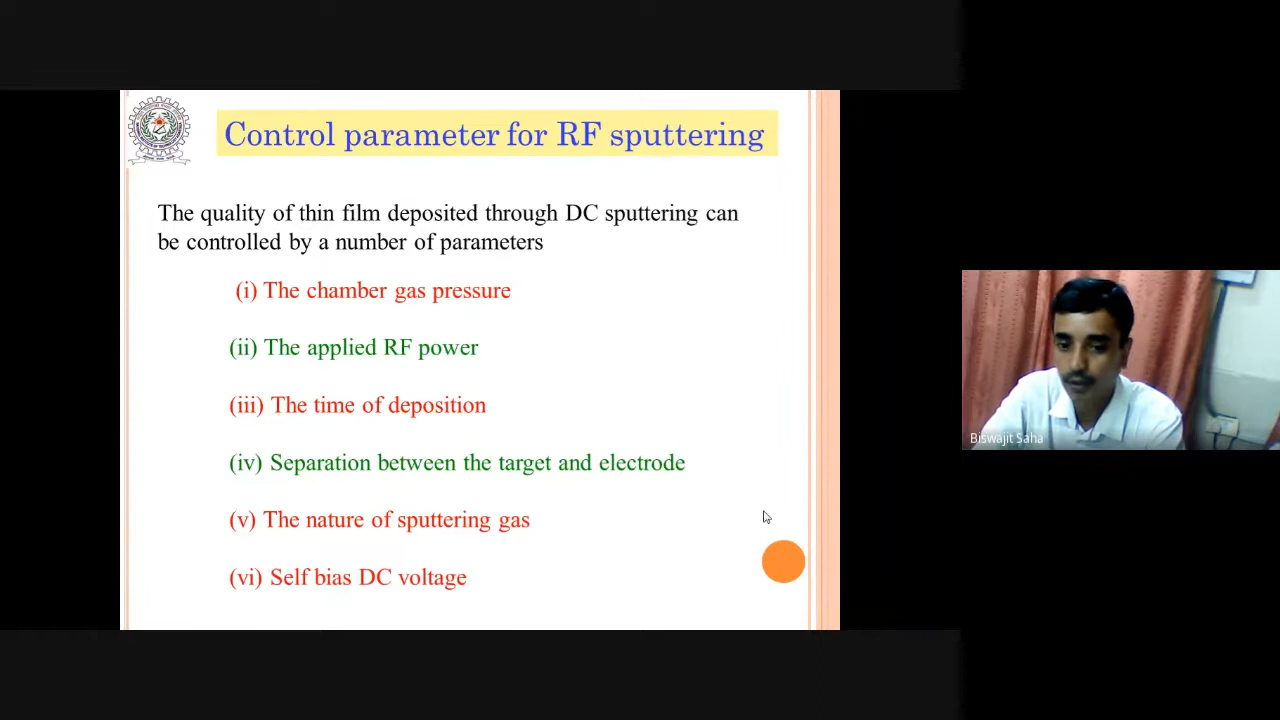 Control parameter for RF sputtering
The quality of thin film deposited through DC sputtering can
be controlled by a number of parameters
(i) The chamber gas pressure
(ii) The applied RF power
(iii) The time of deposition
(iv) Separation between the target and electrode
(v) The nature of sputtering gas
(vi) Self bias DC voltage
Biswajit Saha